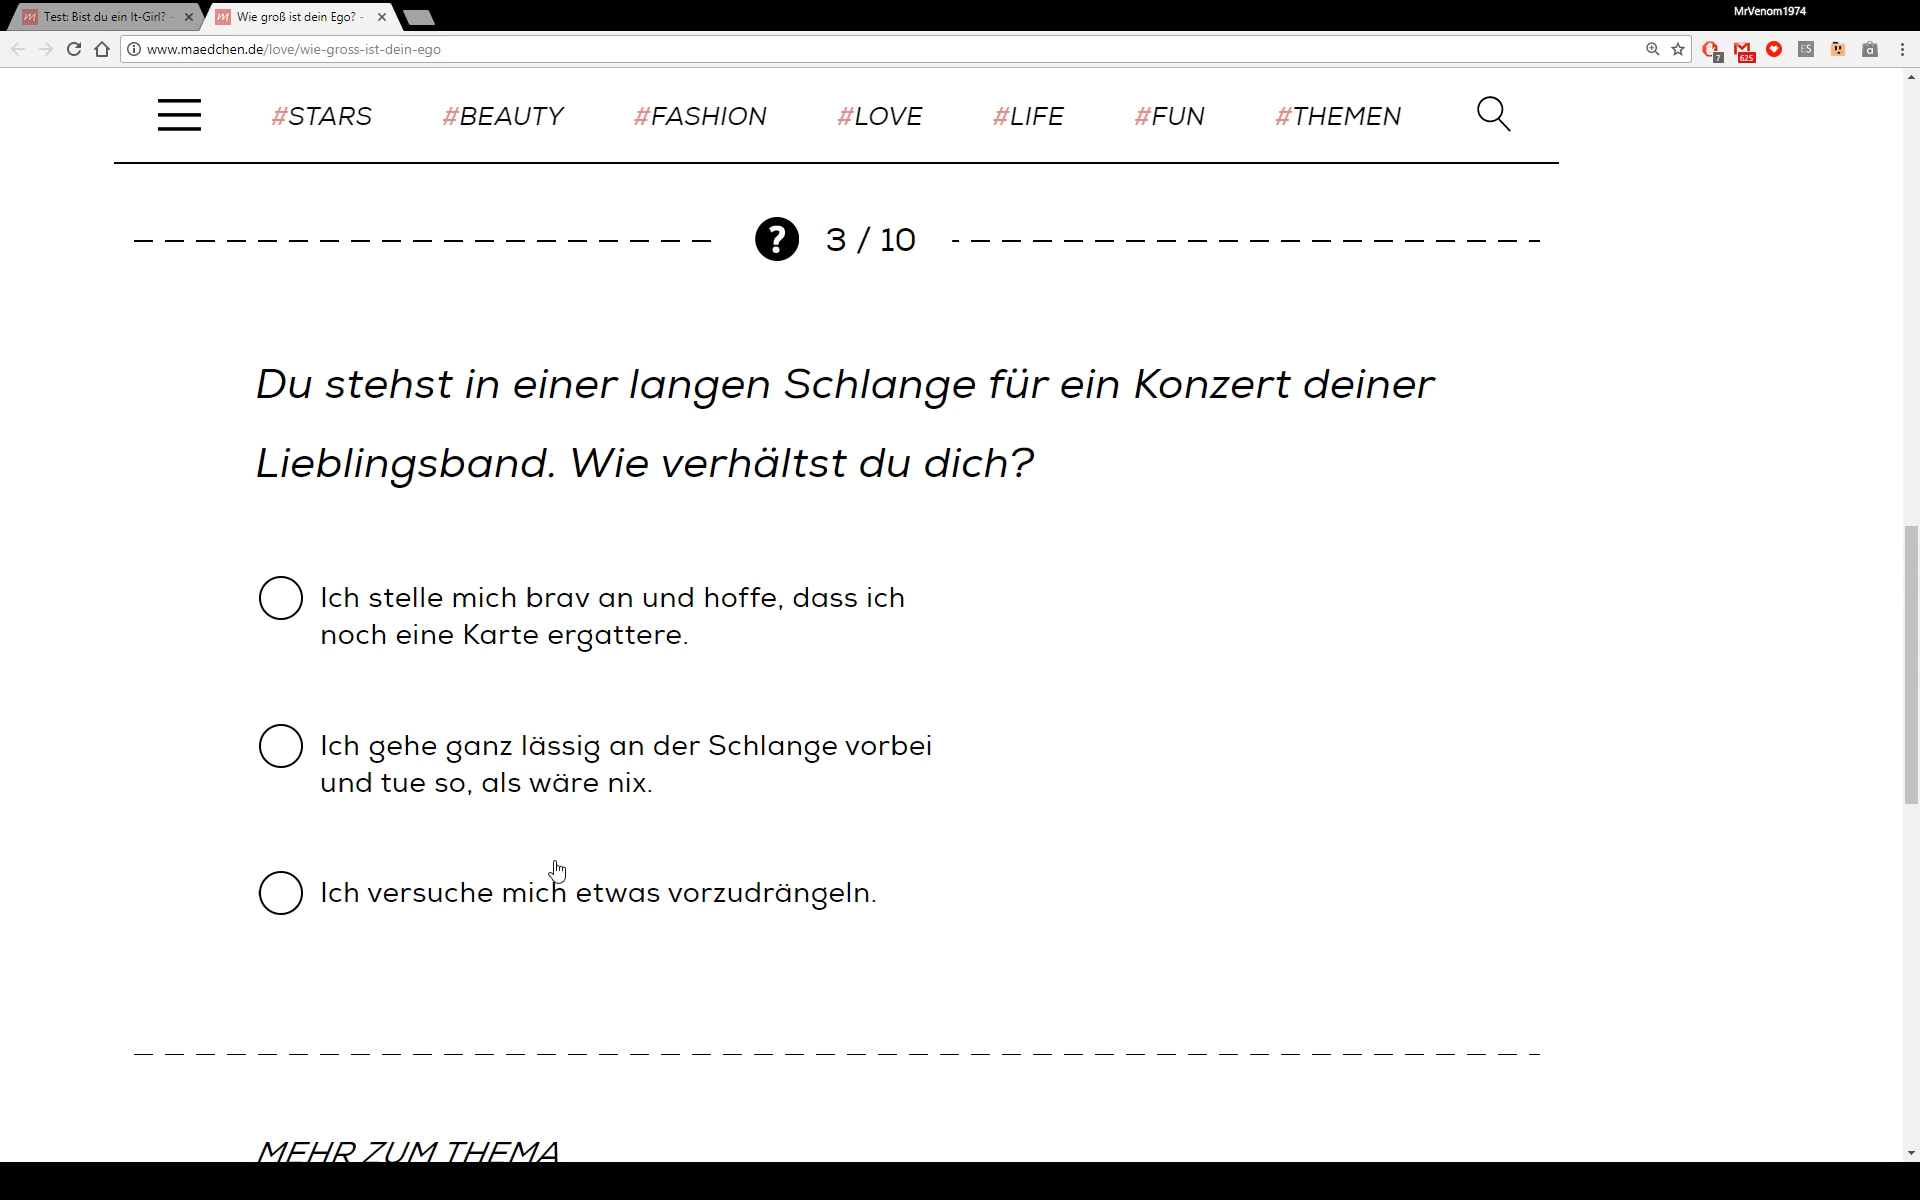 Test: Bist du ein It-Girl? -
Wie groß ist dein Ego? -
MrVenom1974
www.maedchen.de/love/wie-gross-ist-dein-ego
7
625
ES
a
#STARS #BEAUTY #FASHION #LOVE #LIFE #FUN #THEMEN
? 3 / 10
Du stehst in einer langen Schlange für ein Konzert deiner
Lieblingsband. Wie verhältst du dich?
Ich stelle mich brav an und hoffe, dass ich
noch eine Karte ergattere.
Ich gehe ganz lässig an der Schlange vorbei
und tue so, als wäre nix.
Ich versuche mich etwas vorzudrängeln.
MEHR ZUM THEMA